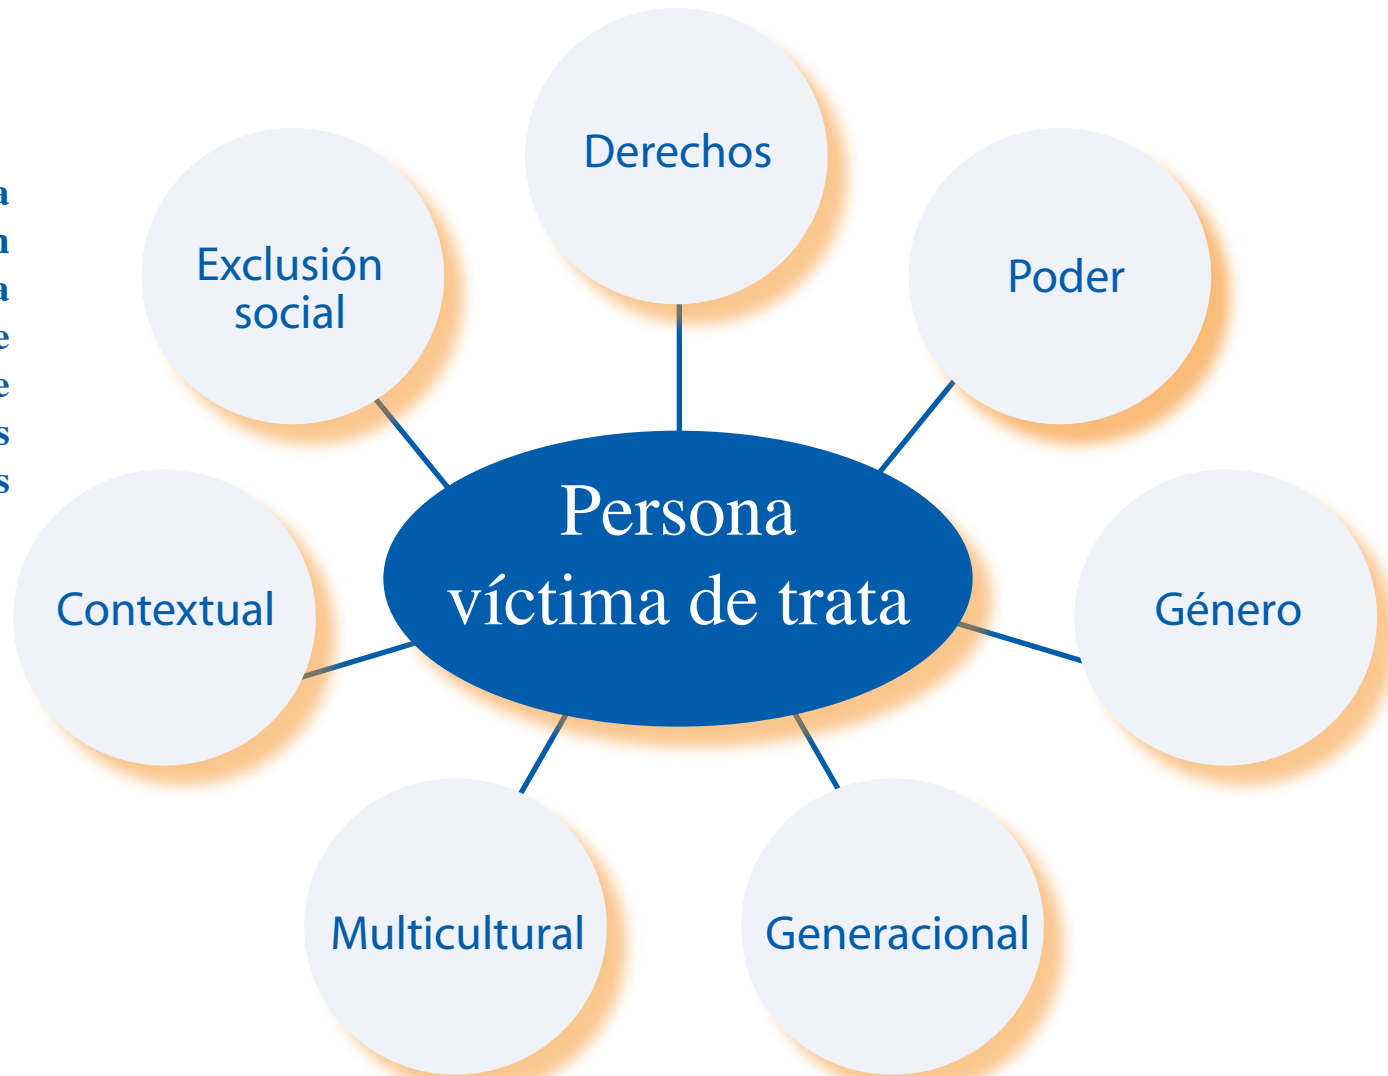 Derechos
Exclusión
social
Poder
Persona
víctima de trata
Contextual
Género
Multicultural
Generacional